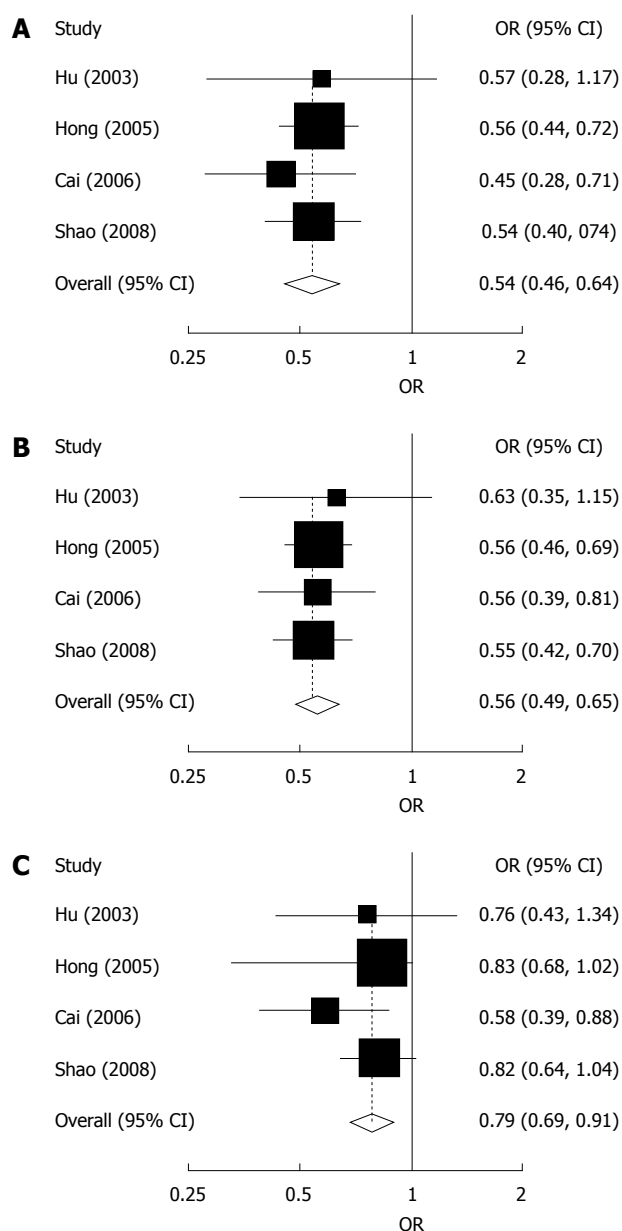 A Study OR (95% CI)
Hu (2003) 0.57 (0.28, 1.17)
Hong (2005) 0.56 (0.44, 0.72)
Cai (2006) 0.45 (0.28, 0.71)
Shao (2008) 0.54 (0.40, 074)
Overall (95% CI) 0.54 (0.46, 0.64)
0.25 0.5 1 2
OR
B Study OR (95% CI)
Hu (2003) 0.63 (0.35, 1.15)
Hong (2005) 0.56 (0.46, 0.69)
Cai (2006) 0.56 (0.39, 0.81)
Shao (2008) 0.55 (0.42, 0.70)
Overall (95% CI) 0.56 (0.49, 0.65)
0.25 0.5 1 2
OR
C Study OR (95% CI)
Hu (2003) 0.76 (0.43, 1.34)
Hong (2005) 0.83 (0.68, 1.02)
Cai (2006) 0.58 (0.39, 0.88)
Shao (2008) 0.82 (0.64, 1.04)
Overall (95% CI) 0.79 (0.69, 0.91)
0.25 0.5 1 2
OR